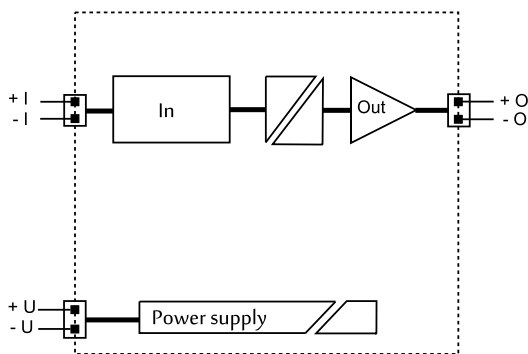 + I
- I
In
Out
+ O
- O
+ U
- U
Power supply